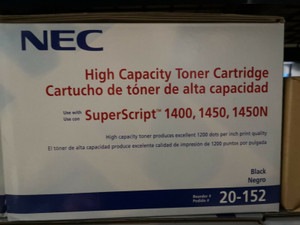 NEC
High Capacity Toner Cartridge
Cartucho de tóner de alta capacidad
Use with
Use con
SuperScript™ 1400, 1450, 1450N
High capacity toner produces excellent 1200 dots per inch print quality
El tóner de alta capacidad produce excelente calidad de impresión de 1200 puntos por pulgada
Black
Negro
Reorder #
Pedido #
20-152